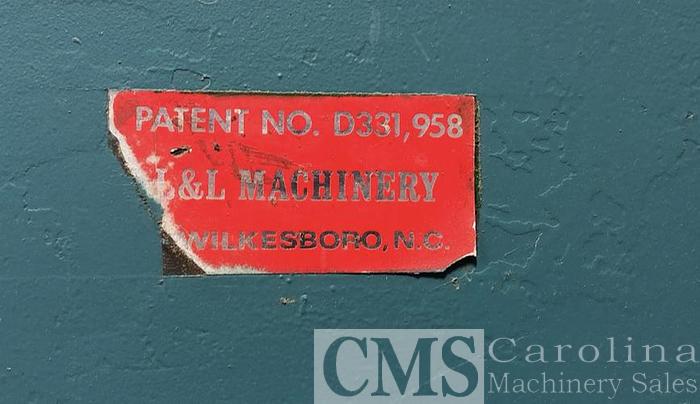 PATENT NO. D331,958
L&L MACHINERY
WILKESBORO, N.C.
CMS Carolina
Machinery Sales